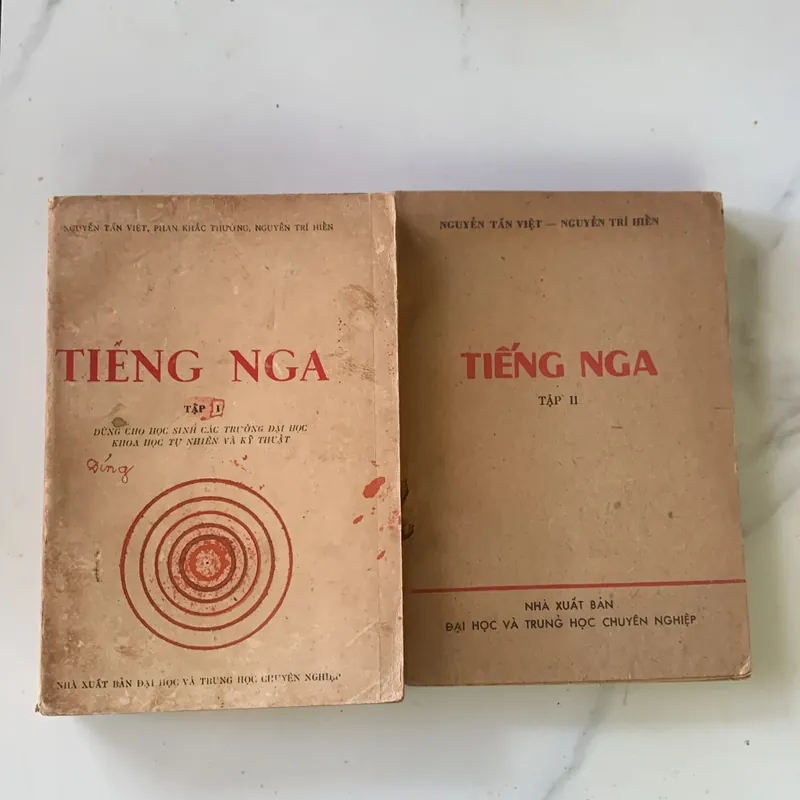 NGUYỄN TẤN VIỆT, PHAN KHẮC THƯỜNG, NGUYỄN TRÍ HIỀN
TIẾNG NGA
TẬP I
DÙNG CHO HỌC SINH CÁC TRƯỜNG ĐẠI HỌC
KHOA HỌC TỰ NHIÊN VÀ KỸ THUẬT
Dũng
NHÀ XUẤT BẢN ĐẠI HỌC VÀ TRUNG HỌC CHUYÊN NGHIỆP
NGUYỄN TẤN VIỆT — NGUYỄN TRÍ HIỀN
TIẾNG NGA
TẬP II
NHÀ XUẤT BẢN
ĐẠI HỌC VÀ TRUNG HỌC CHUYÊN NGHIỆP